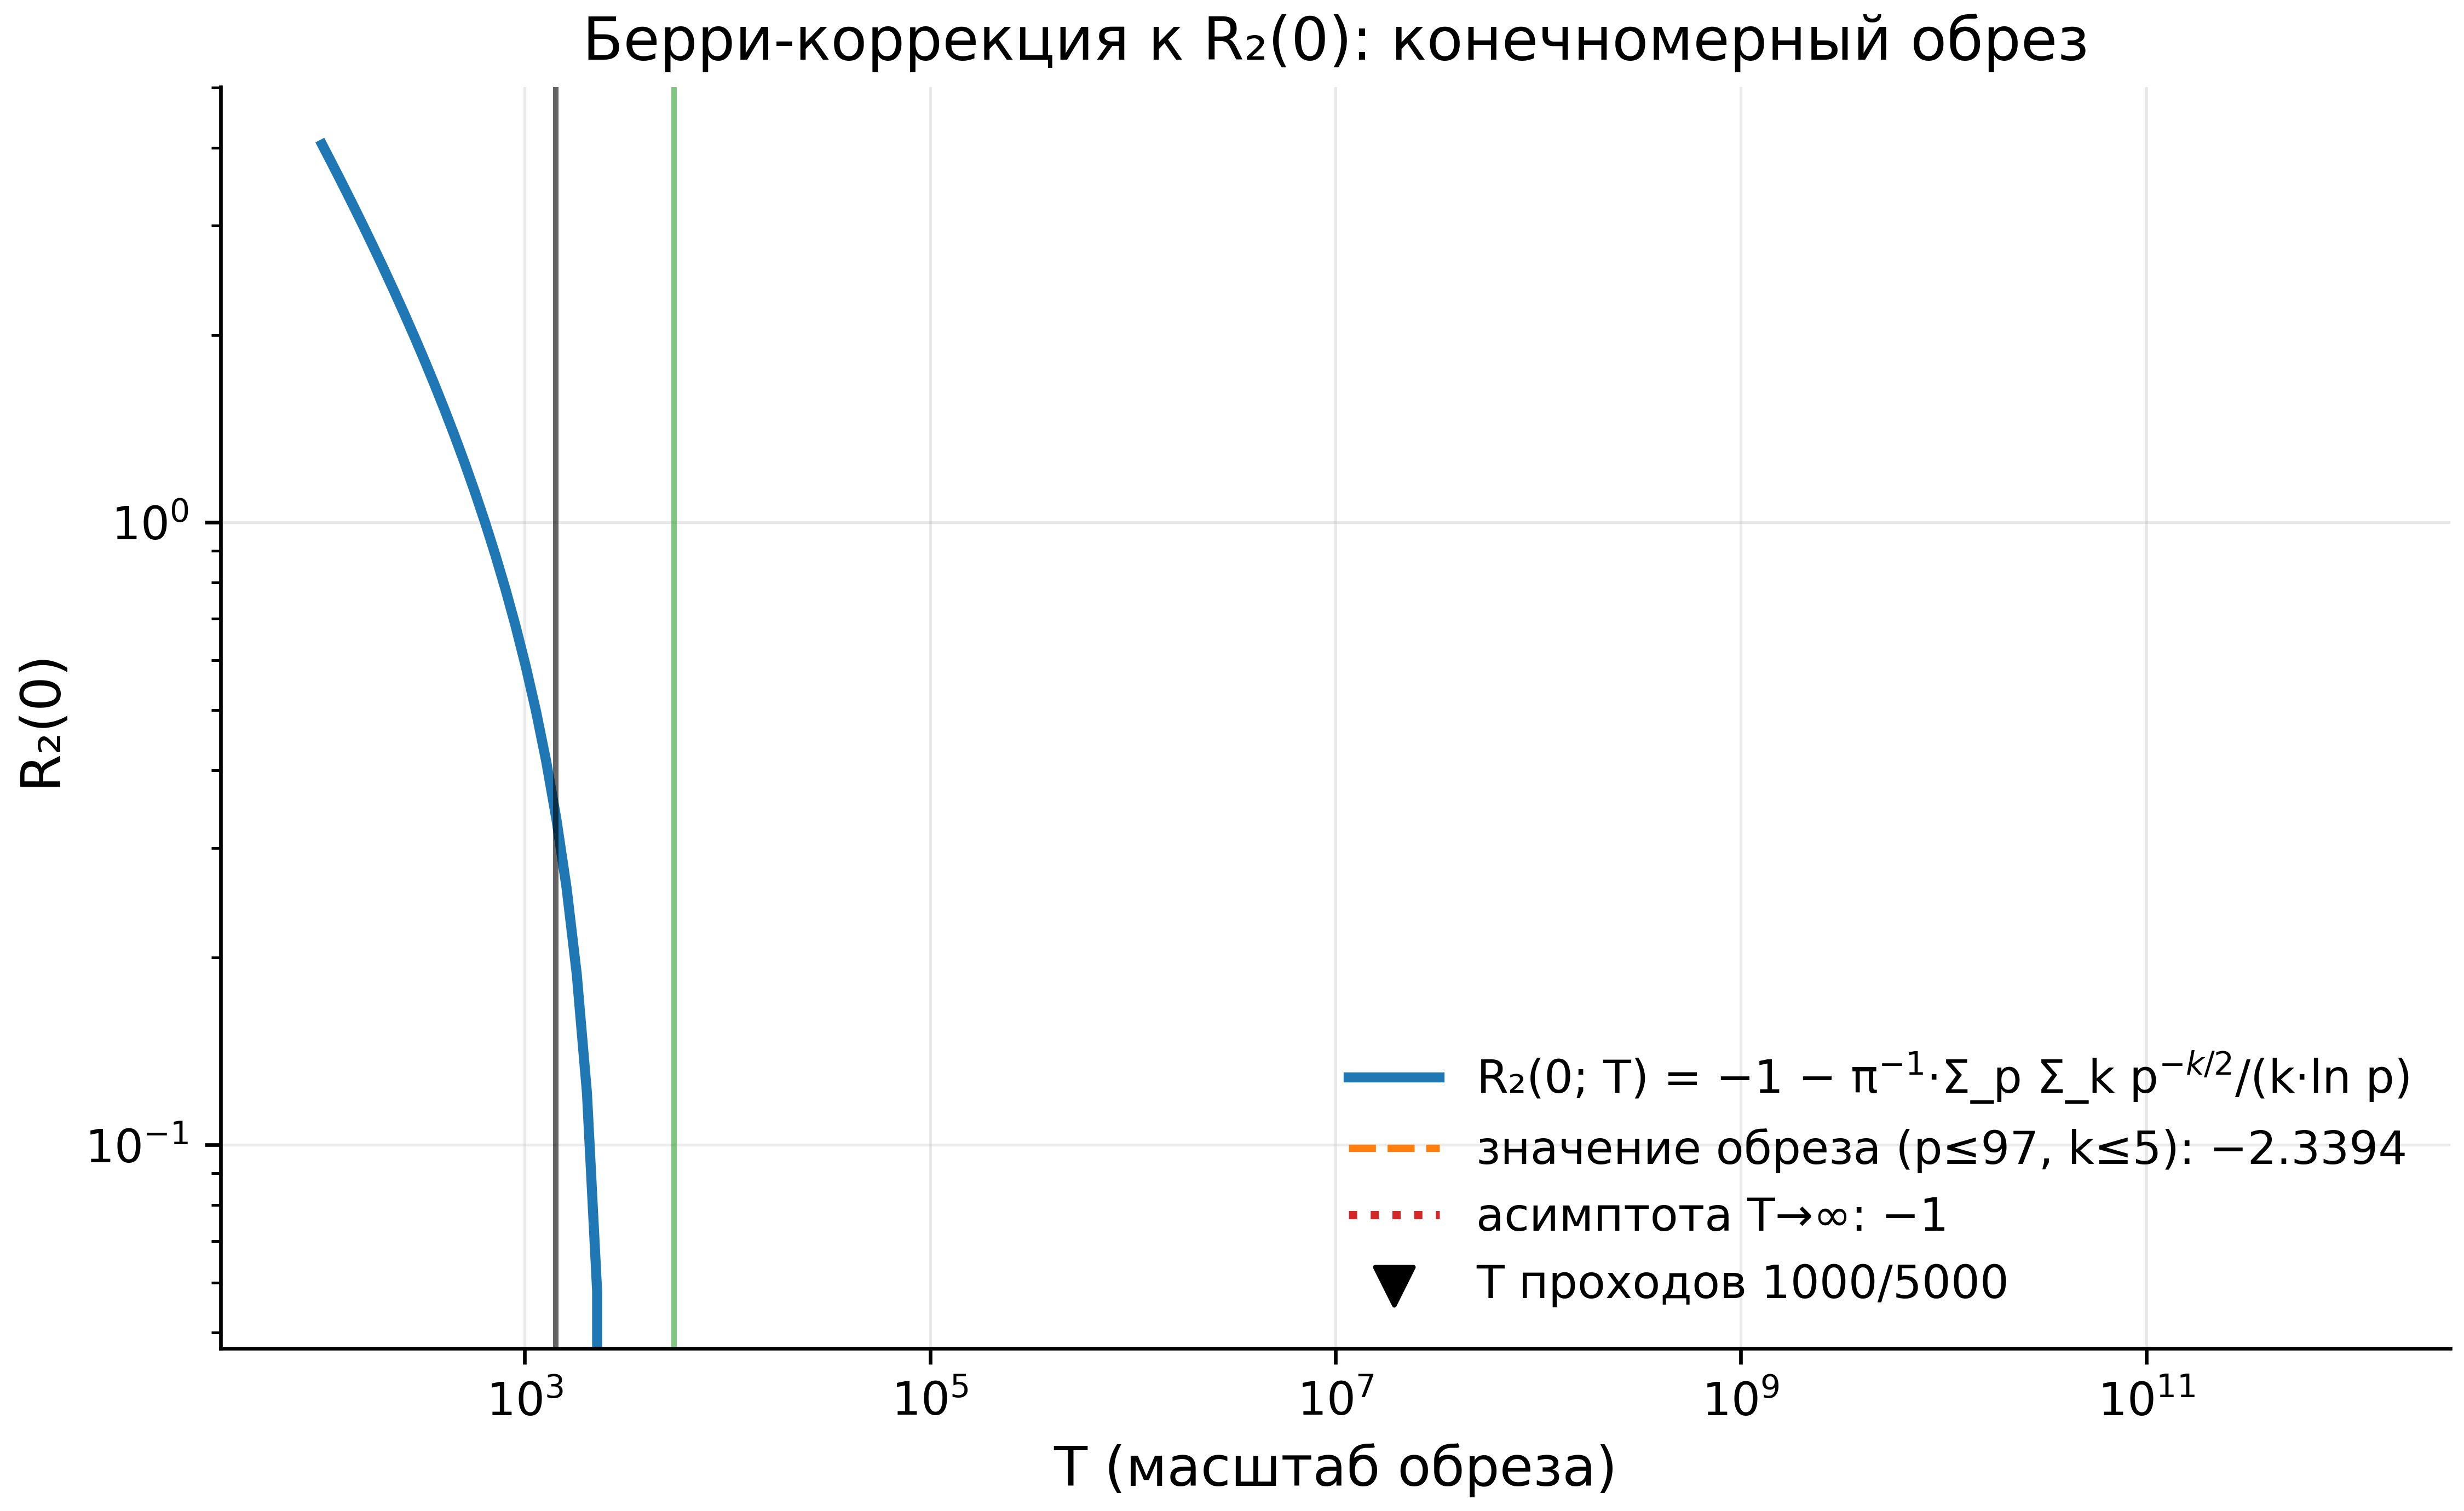 Берри-коррекция к R₂(0): конечномерный обрез
R₂(0)
10⁰
10⁻¹
R₂(0; T) = −1 − π⁻¹·Σ_p Σ_k p⁻ᵏᐟ²/(k·ln p)
значение обреза (p≤97, k≤5): −2.3394
асимптота T→∞: −1
T проходов 1000/5000
10³ 10⁵ 10⁷ 10⁹ 10¹¹
T (масштаб обреза)